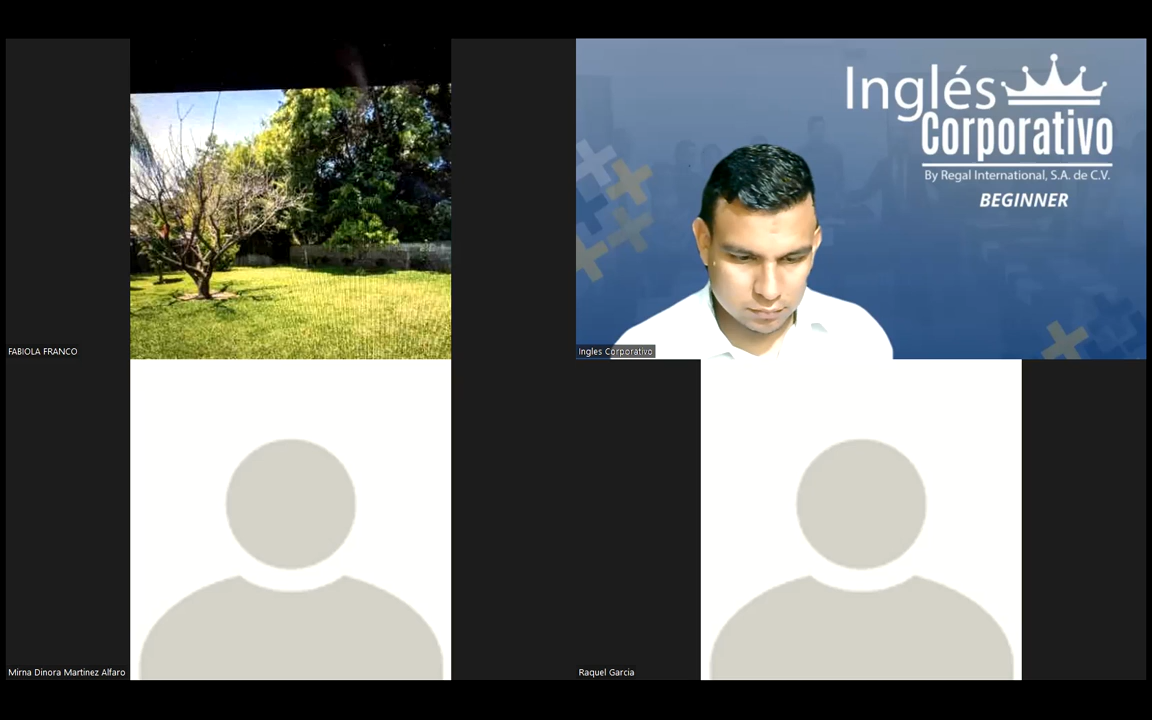 Inglés
Corporativo
By Regal International, S.A. de C.V.
BEGINNER
FABIOLA FRANCO
Ingles Corporativo
Mirna Dinora Martinez Alfaro
Raquel Garcia